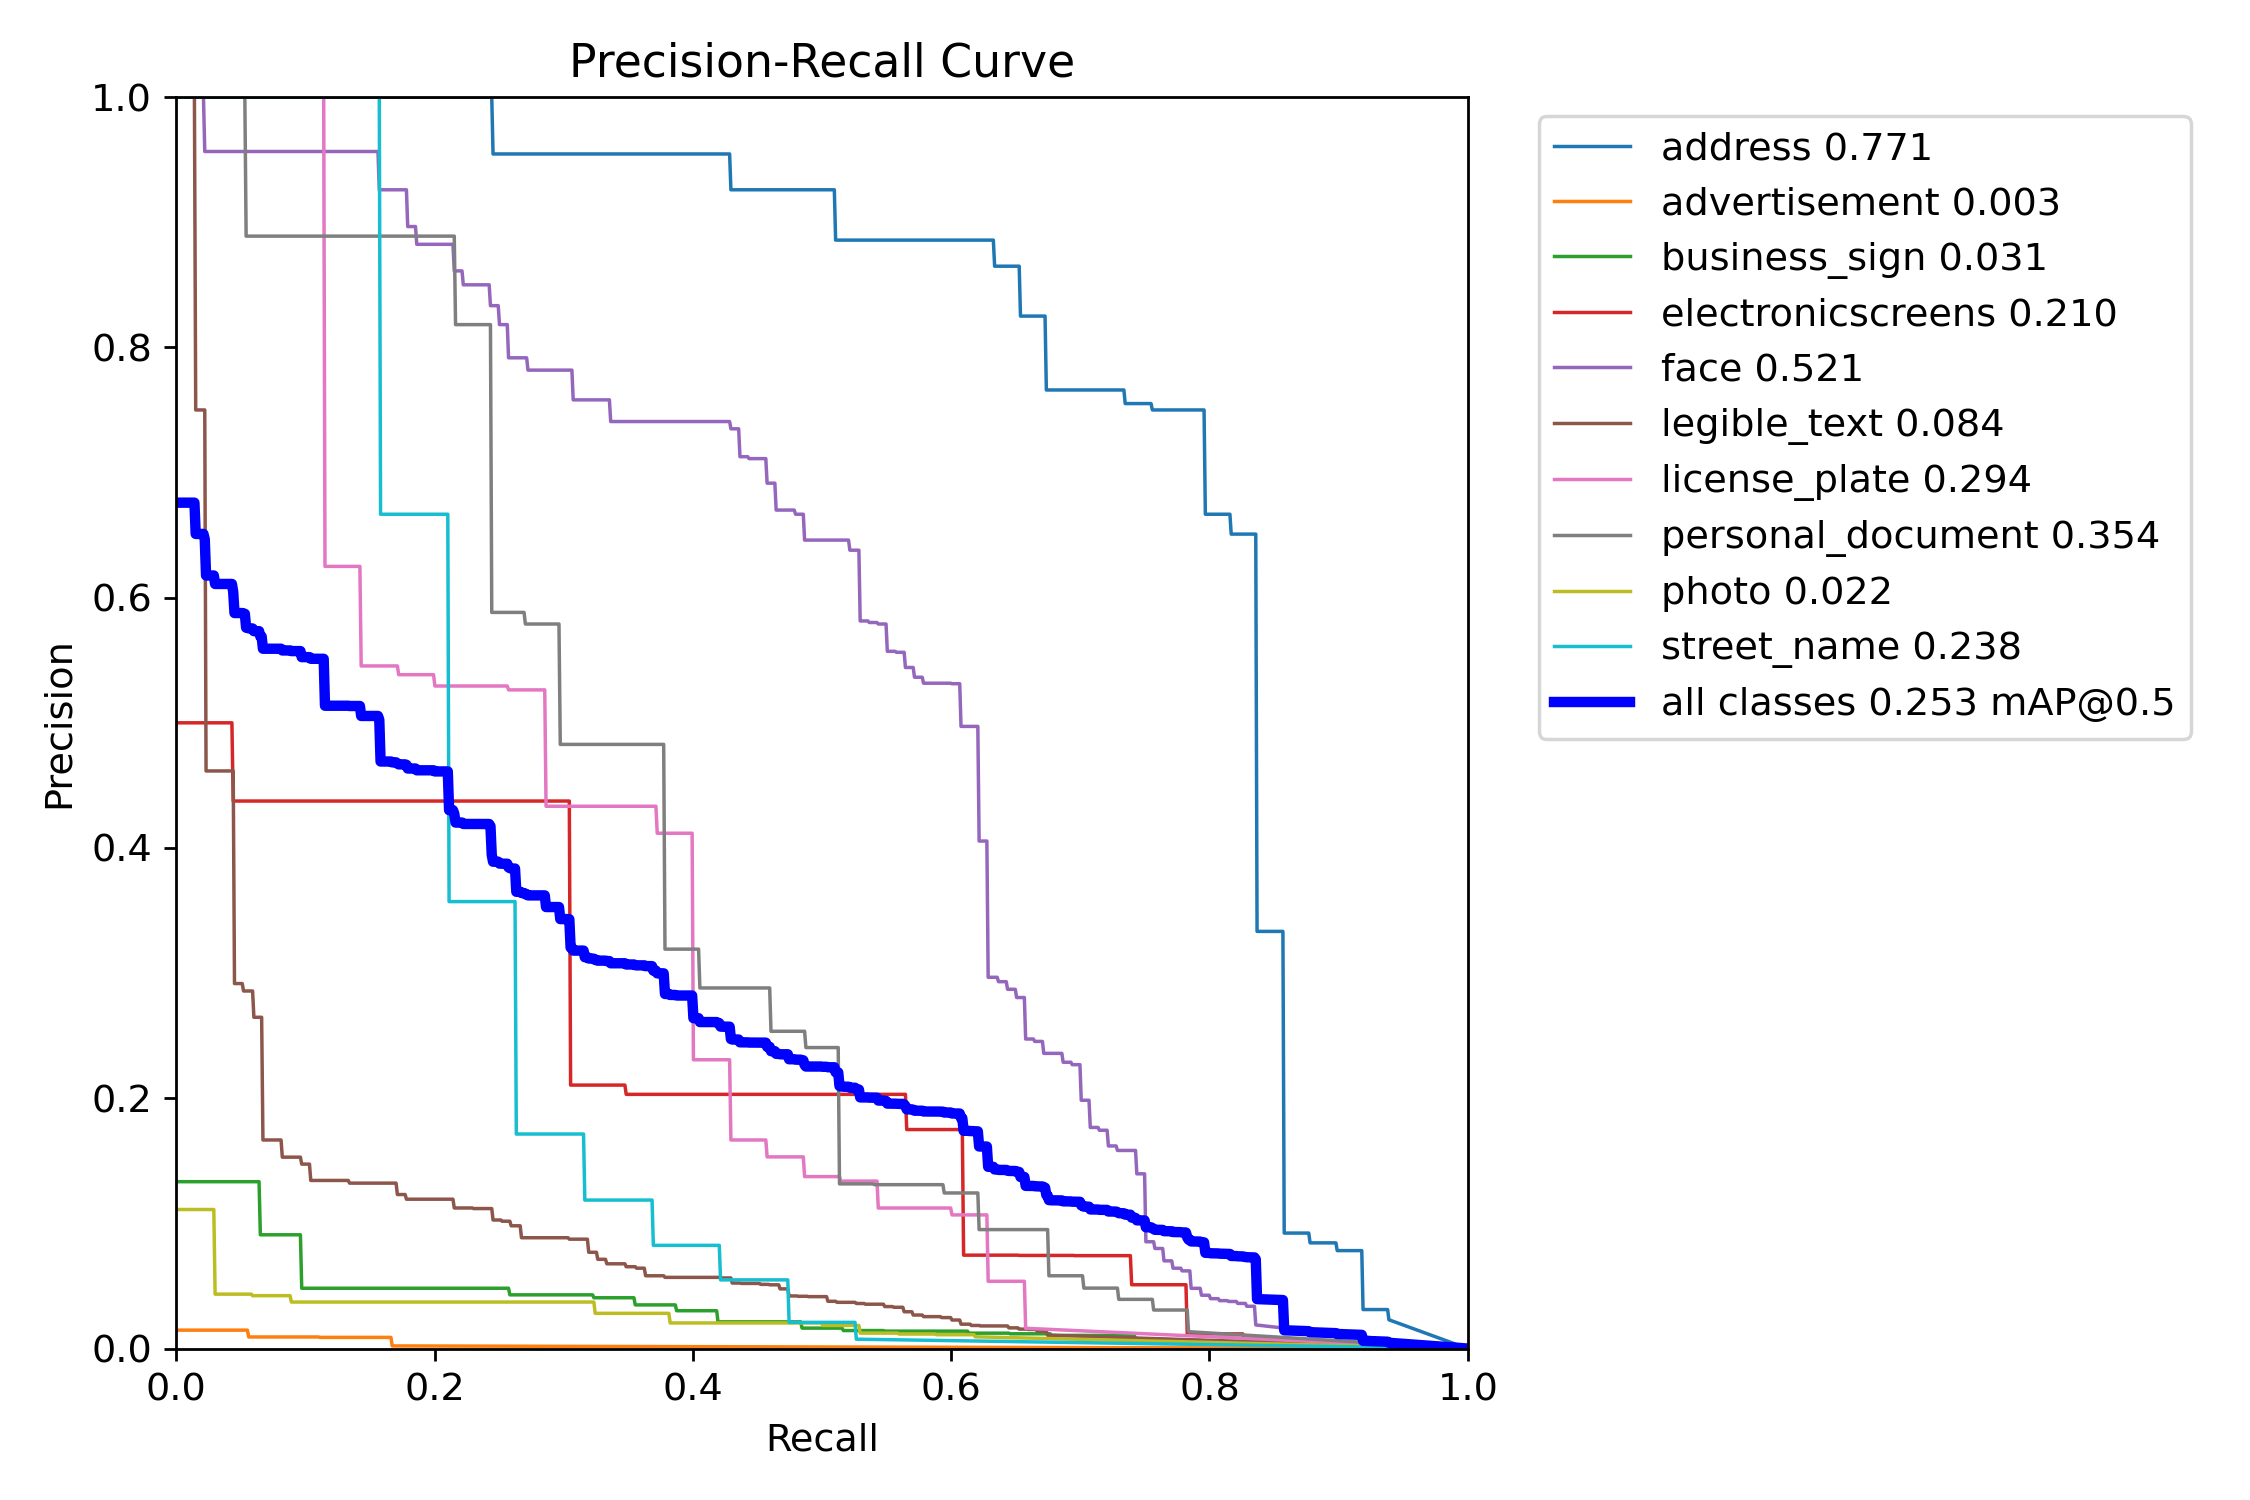 Precision-Recall Curve
1.0
0.8
0.6
0.4
0.2
0.0
Precision
0.0 0.2 0.4 0.6 0.8 1.0
Recall
address 0.771
advertisement 0.003
business_sign 0.031
electronicscreens 0.210
face 0.521
legible_text 0.084
license_plate 0.294
personal_document 0.354
photo 0.022
street_name 0.238
all classes 0.253 mAP@0.5